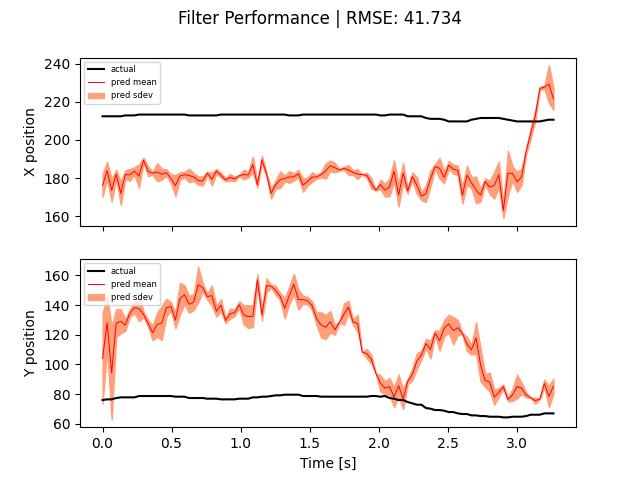 Filter Performance | RMSE: 41.734
240
220
200
180
160
X position
actual
pred mean
pred sdev
160
140
120
100
80
60
Y position
actual
pred mean
pred sdev
0.0 0.5 1.0 1.5 2.0 2.5 3.0
Time [s]